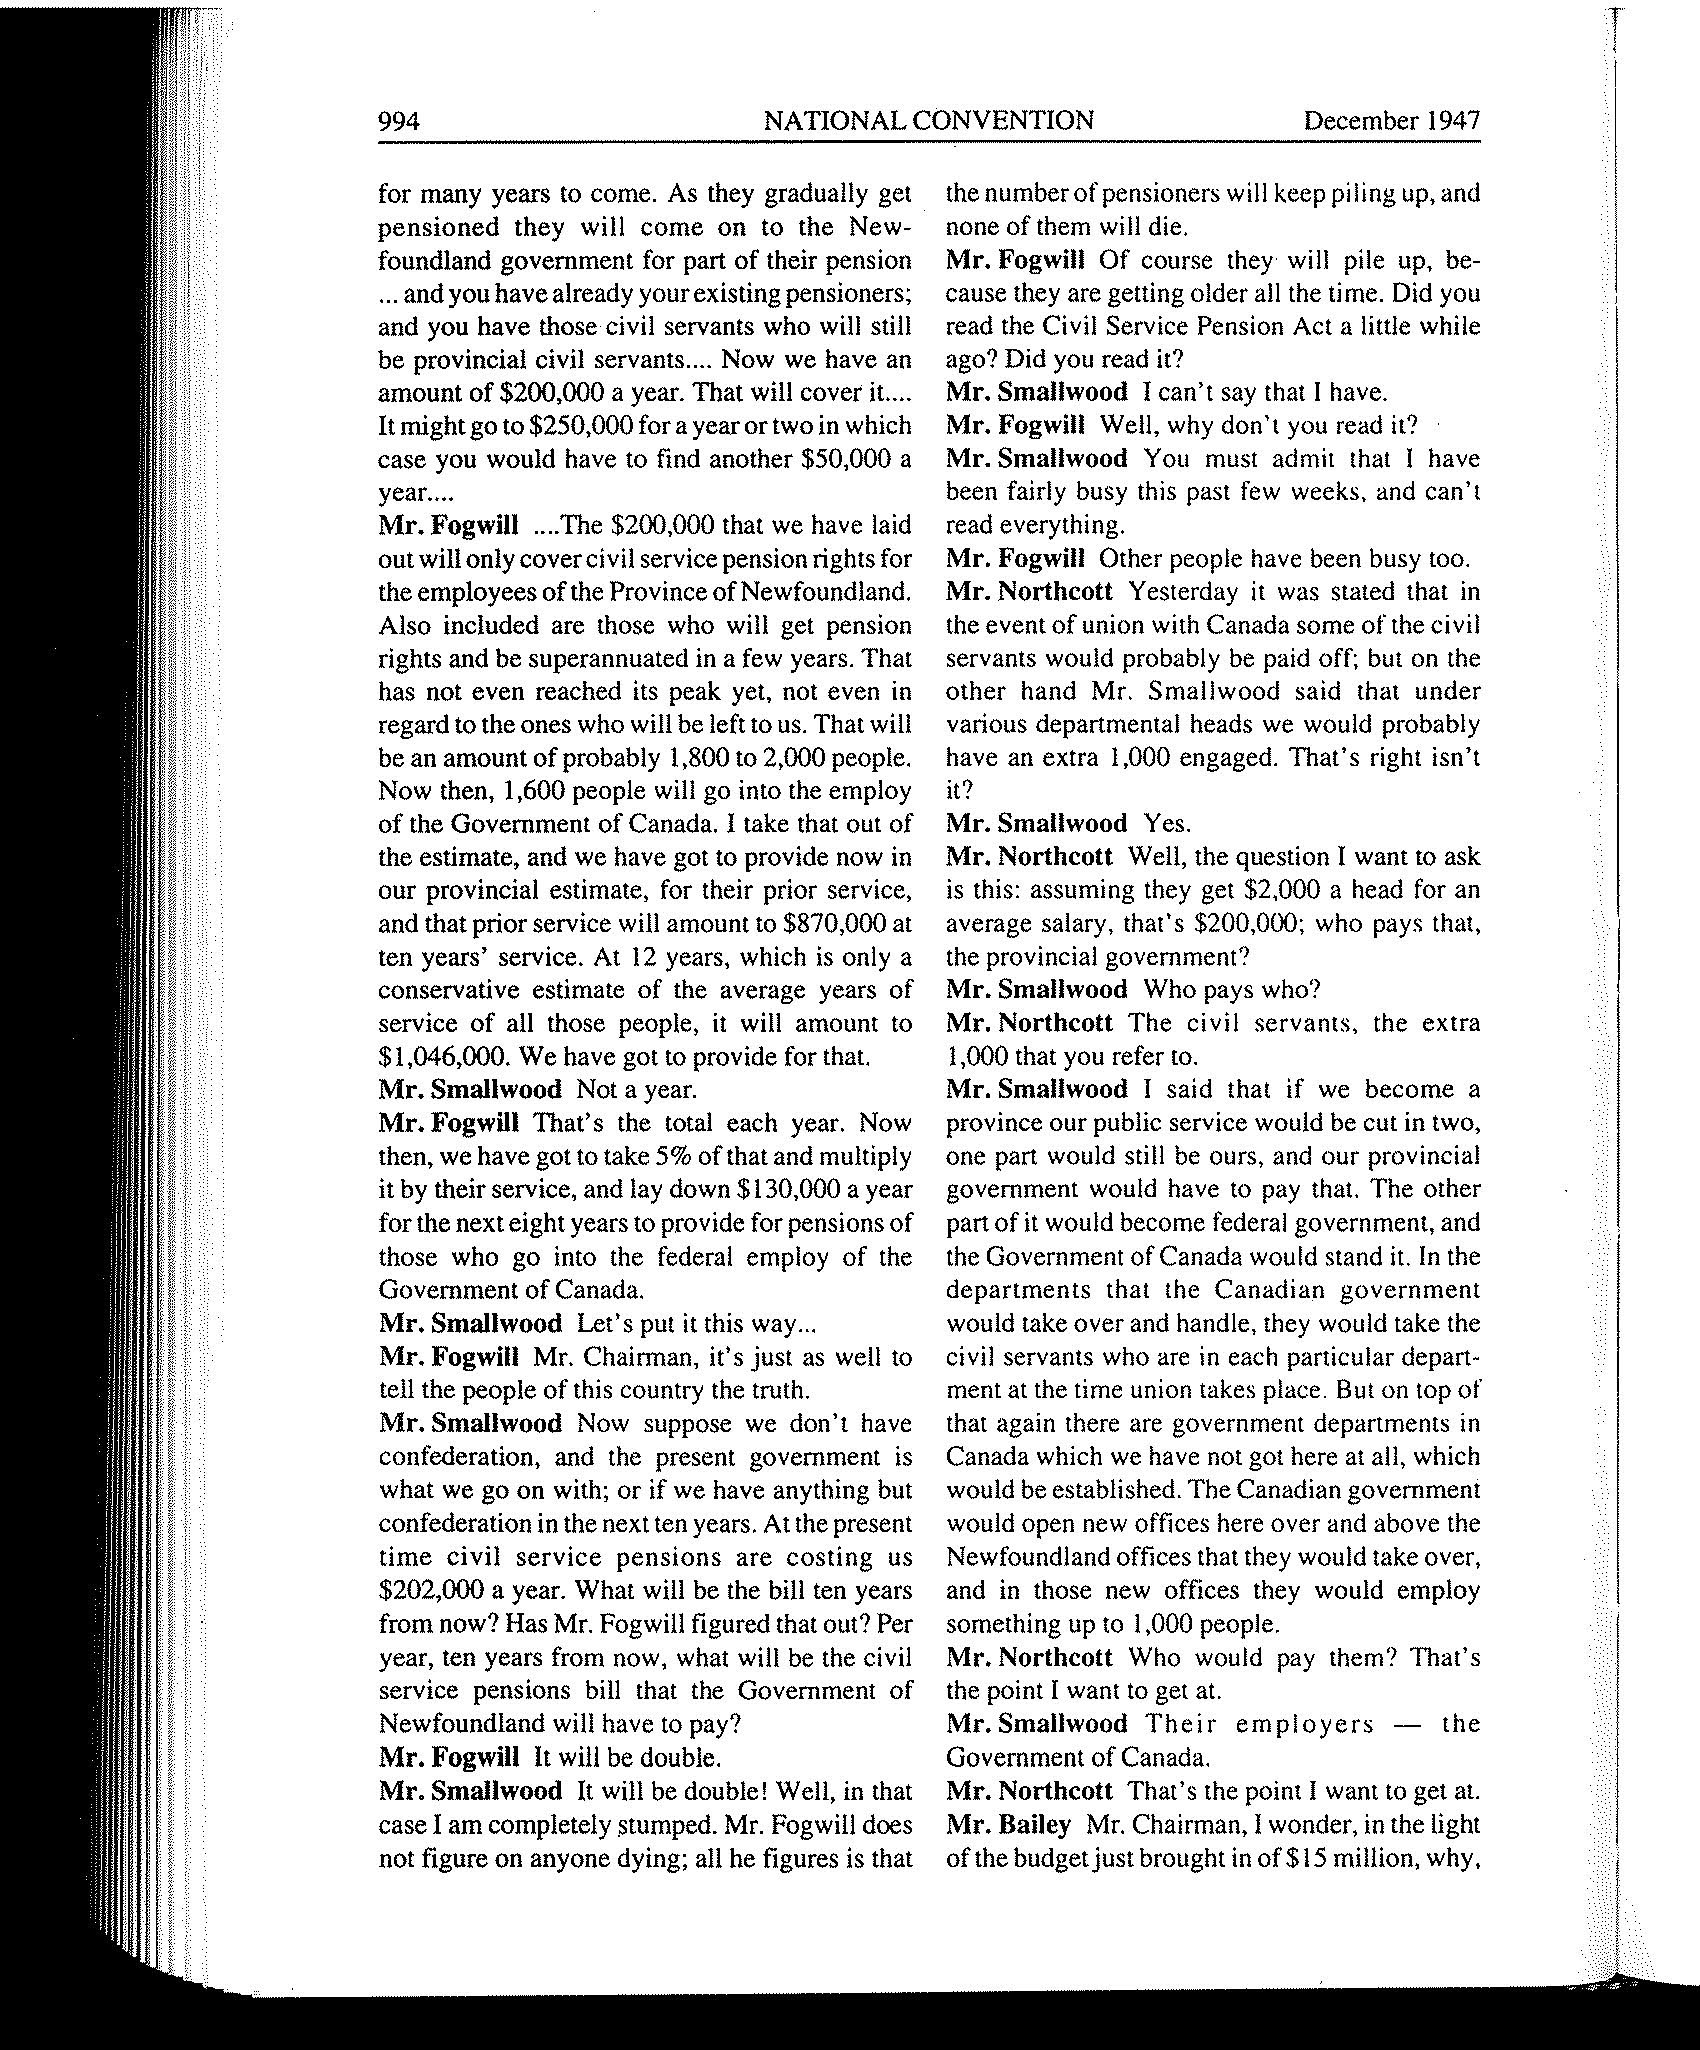 994 NATIONAL CONVENTION December 1947
for many years to come. As they gradually get
pensioned they will come on to the New-
foundland government for part of their pension
... and you have already your existing pensioners;
and you have those civil servants who will still
be provincial civil servants.... Now we have an
amount of $200,000 a year. That will cover it....
It might go to $250,000 for a year or two in which
case you would have to find another $50,000 a
year....
Mr. Fogwill ....The $200,000 that we have laid
out will only cover civil service pension rights for
the employees of the Province of Newfoundland.
Also included are those who will get pension
rights and be superannuated in a few years. That
has not even reached its peak yet, not even in
regard to the ones who will be left to us. That will
be an amount of probably 1,800 to 2,000 people.
Now then, 1,600 people will go into the employ
of the Government of Canada. I take that out of
the estimate, and we have got to provide now in
our provincial estimate, for their prior service,
and that prior service will amount to $870,000 at
ten years' service. At 12 years, which is only a
conservative estimate of the average years of
service of all those people, it will amount to
$1,046,000. We have got to provide for that.
Mr. Smallwood Not a year.
Mr. Fogwill That's the total each year. Now
then, we have got to take 5% of that and multiply
it by their service, and lay down $130,000 a year
for the next eight years to provide for pensions of
those who go into the federal employ of the
Government of Canada.
Mr. Smallwood Let's put it this way...
Mr. Fogwill Mr. Chairman, it's just as well to
tell the people of this country the truth.
Mr. Smallwood Now suppose we don't have
confederation, and the present government is
what we go on with; or if we have anything but
confederation in the next ten years. At the present
time civil service pensions are costing us
$202,000 a year. What will be the bill ten years
from now? Has Mr. Fogwill figured that out? Per
year, ten years from now, what will be the civil
service pensions bill that the Government of
Newfoundland will have to pay?
Mr. Fogwill It will be double.
Mr. Smallwood It will be double! Well, in that
case I am completely stumped. Mr. Fogwill does
not figure on anyone dying; all he figures is that
the number of pensioners will keep piling up, and
none of them will die.
Mr. Fogwill Of course they will pile up, be-
cause they are getting older all the time. Did you
read the Civil Service Pension Act a little while
ago? Did you read it?
Mr. Smallwood I can't say that I have.
Mr. Fogwill Well, why don't you read it?
Mr. Smallwood You must admit that I have
been fairly busy this past few weeks, and can't
read everything.
Mr. Fogwill Other people have been busy too.
Mr. Northcott Yesterday it was stated that in
the event of union with Canada some of the civil
servants would probably be paid off; but on the
other hand Mr. Smallwood said that under
various departmental heads we would probably
have an extra 1,000 engaged. That's right isn't
it?
Mr. Smallwood Yes.
Mr. Northcott Well, the question I want to ask
is this: assuming they get $2,000 a head for an
average salary, that's $200,000; who pays that,
the provincial government?
Mr. Smallwood Who pays who?
Mr. Northcott The civil servants, the extra
1,000 that you refer to.
Mr. Smallwood I said that if we become a
province our public service would be cut in two,
one part would still be ours, and our provincial
government would have to pay that. The other
part of it would become federal government, and
the Government of Canada would stand it. In the
departments that the Canadian government
would take over and handle, they would take the
civil servants who are in each particular depart-
ment at the time union takes place. But on top of
that again there are government departments in
Canada which we have not got here at all, which
would be established. The Canadian government
would open new offices here over and above the
Newfoundland offices that they would take over,
and in those new offices they would employ
something up to 1,000 people.
Mr. Northcott Who would pay them? That's
the point I want to get at.
Mr. Smallwood Their employers — the
Government of Canada.
Mr. Northcott That's the point I want to get at.
Mr. Bailey Mr. Chairman, I wonder, in the light
of the budget just brought in of $15 million, why,